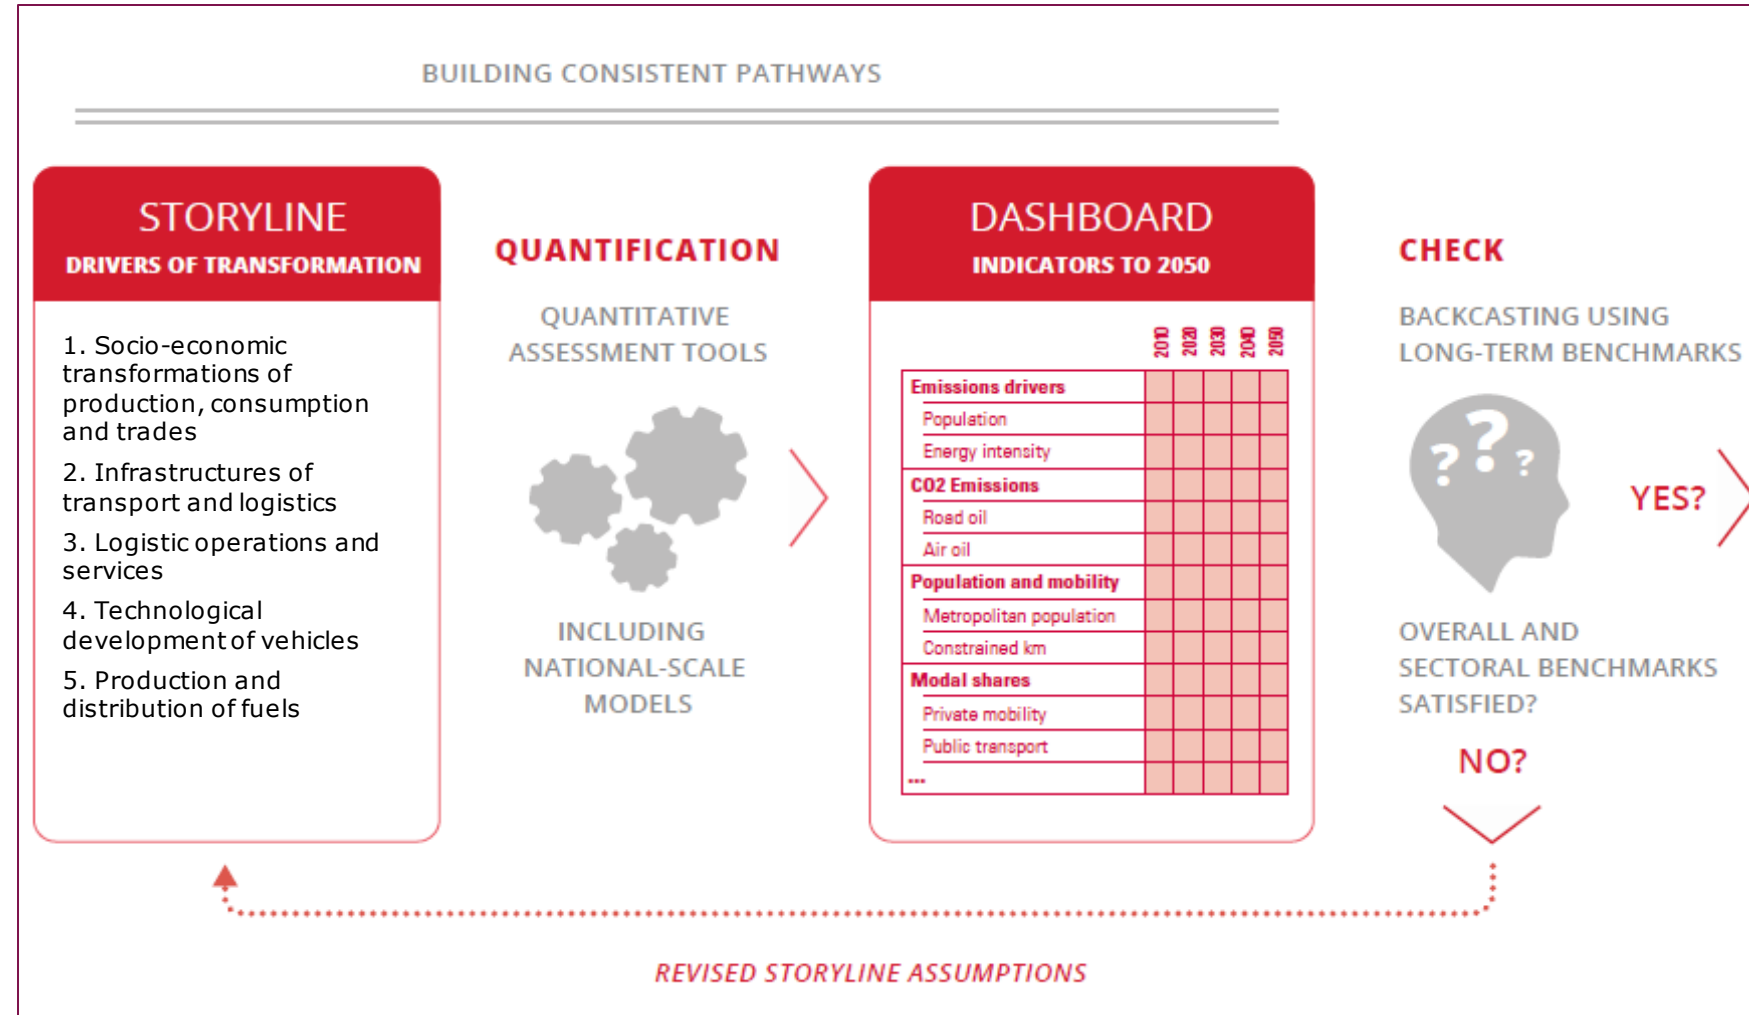 BUILDING CONSISTENT PATHWAYS
STORYLINE
DRIVERS OF TRANSFORMATION
1. Socio-economic
transformations of
production, consumption
and trades
2. Infrastructures of
transport and logistics
3. Logistic operations and
services
4. Technological
development of vehicles
5. Production and
distribution of fuels
QUANTIFICATION
QUANTITATIVE
ASSESSMENT TOOLS
INCLUDING
NATIONAL-SCALE
MODELS
DASHBOARD
INDICATORS TO 2050
2010 2020 2030 2040 2050
Emissions drivers
Population
Energy intensity
CO2 Emissions
Road oil
Air oil
Population and mobility
Metropolitan population
Constrained km
Modal shares
Private mobility
Public transport
...
CHECK
BACKCASTING USING
LONG-TERM BENCHMARKS
? ? ?
YES?
OVERALL AND
SECTORAL BENCHMARKS
SATISFIED?
NO?
REVISED STORYLINE ASSUMPTIONS